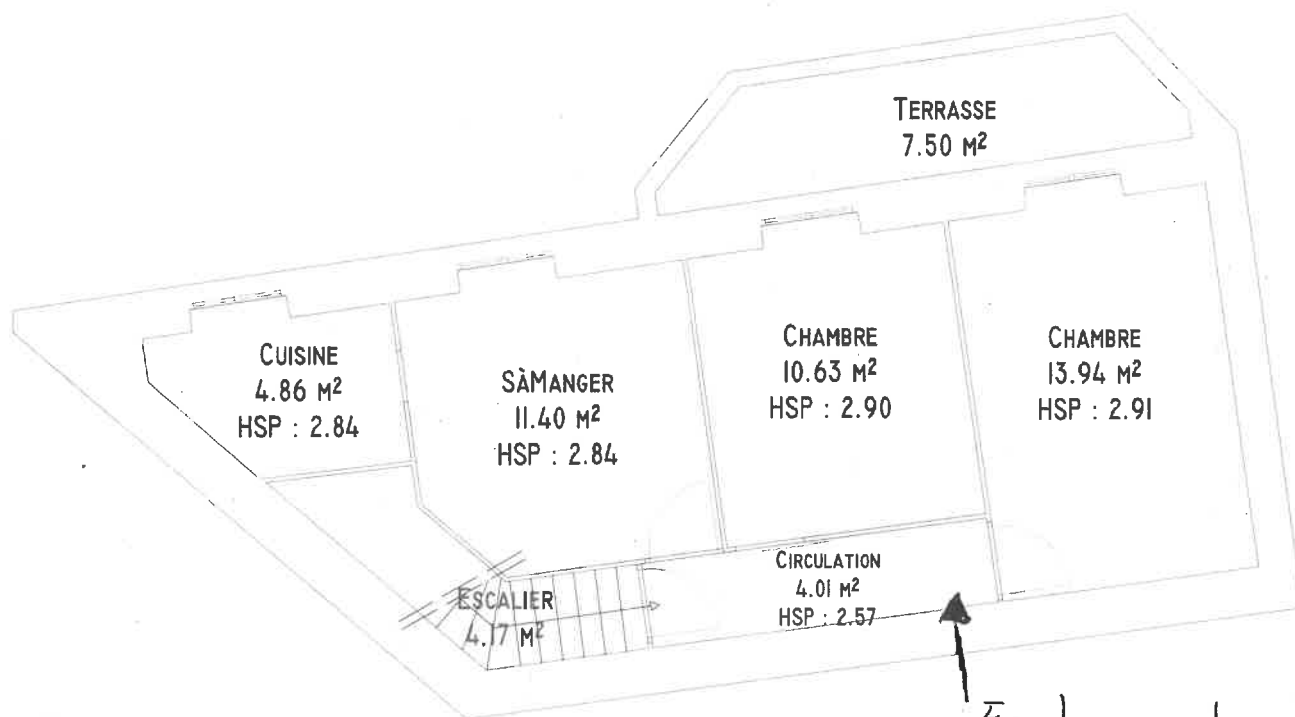 TERRASSE
7.50 M²
CUISINE
4.86 M²
HSP : 2.84
SÀMANGER
11.40 M²
HSP : 2.84
CHAMBRE
10.63 M²
HSP : 2.90
CHAMBRE
13.94 M²
HSP : 2.91
CIRCULATION
4.01 M²
HSP : 2.57
ESCALIER
4.17 M²